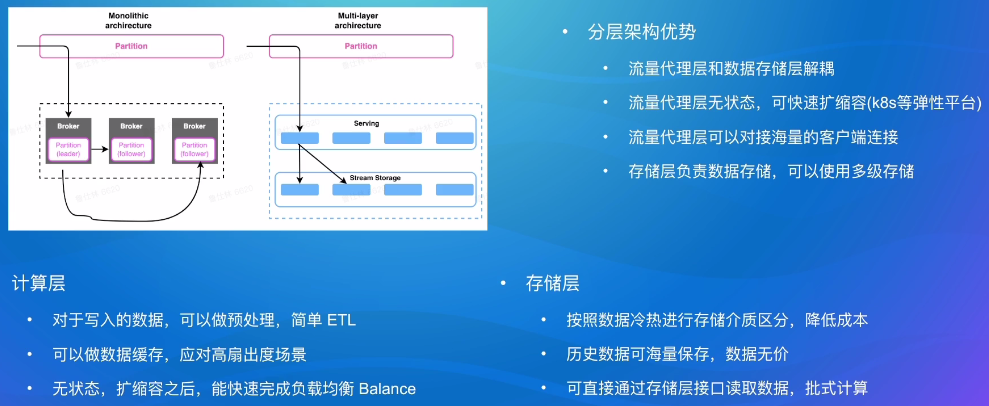 Monolithic
archirecture
Multi-layer
architecture
Partition
Partition
Broker
Broker
Broker
Partition
(leader)
Partition
(follower)
Partition
(follower)
Serving
Stream Storage
• 分层架构优势
• 流量代理层和数据存储层解耦
• 流量代理层无状态，可快速扩缩容(k8s等弹性平台)
• 流量代理层可以对接海量的客户端连接
• 存储层负责数据存储，可以使用多级存储
计算层
• 对于写入的数据，可以做预处理，简单 ETL
• 可以做数据缓存，应对高扇出度场景
• 无状态，扩缩容之后，能快速完成负载均衡 Balance
• 存储层
• 按照数据冷热进行存储介质区分，降低成本
• 历史数据可海量保存，数据无价
• 可直接通过存储层接口读取数据，批式计算